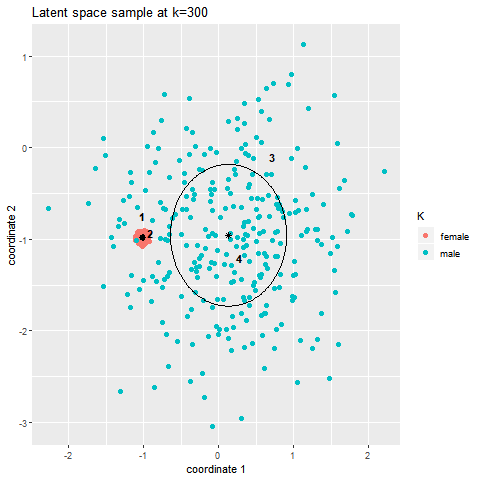 Latent space sample at k=300
1
0
-1
-2
-3
coordinate 2
1
2
3
4
-2
-1
0
1
2
coordinate 1
K
female
male